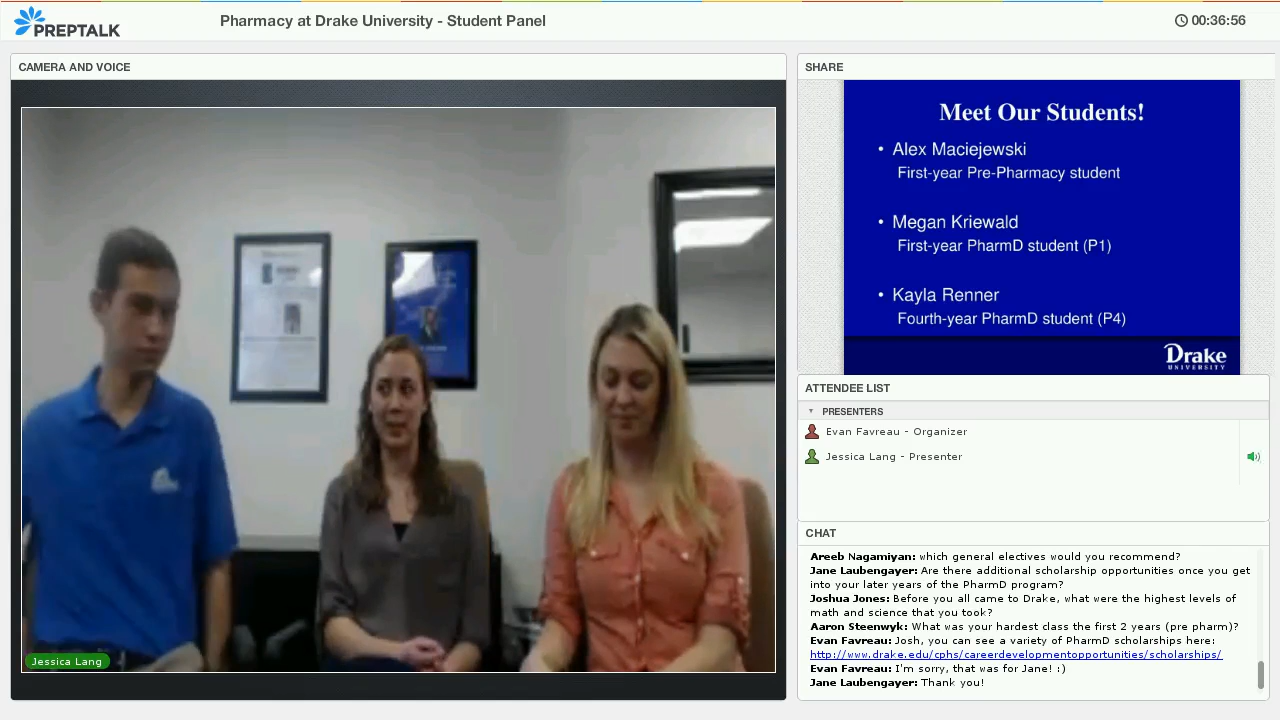 PREPTALK
Pharmacy at Drake University - Student Panel
00:36:56
CAMERA AND VOICE
Jessica Lang
SHARE
Meet Our Students!
• Alex Maciejewski
First-year Pre-Pharmacy student
• Megan Kriewald
First-year PharmD student (P1)
• Kayla Renner
Fourth-year PharmD student (P4)
Drake
UNIVERSITY
ATTENDEE LIST
PRESENTERS
Evan Favreau - Organizer
Jessica Lang - Presenter
CHAT
Areeb Nagamiyan: which general electives would you recommend?
Jane Laubengayer: Are there additional scholarship opportunities once you get
into your later years of the PharmD program?
Joshua Jones: Before you all came to Drake, what were the highest levels of
math and science that you took?
Aaron Steenwyk: What was your hardest class the first 2 years (pre pharm)?
Evan Favreau: Josh, you can see a variety of PharmD scholarships here:
http://www.drake.edu/cphs/careerdevelopmentopportunities/scholarships/
Evan Favreau: I'm sorry, that was for Jane! :)
Jane Laubengayer: Thank you!